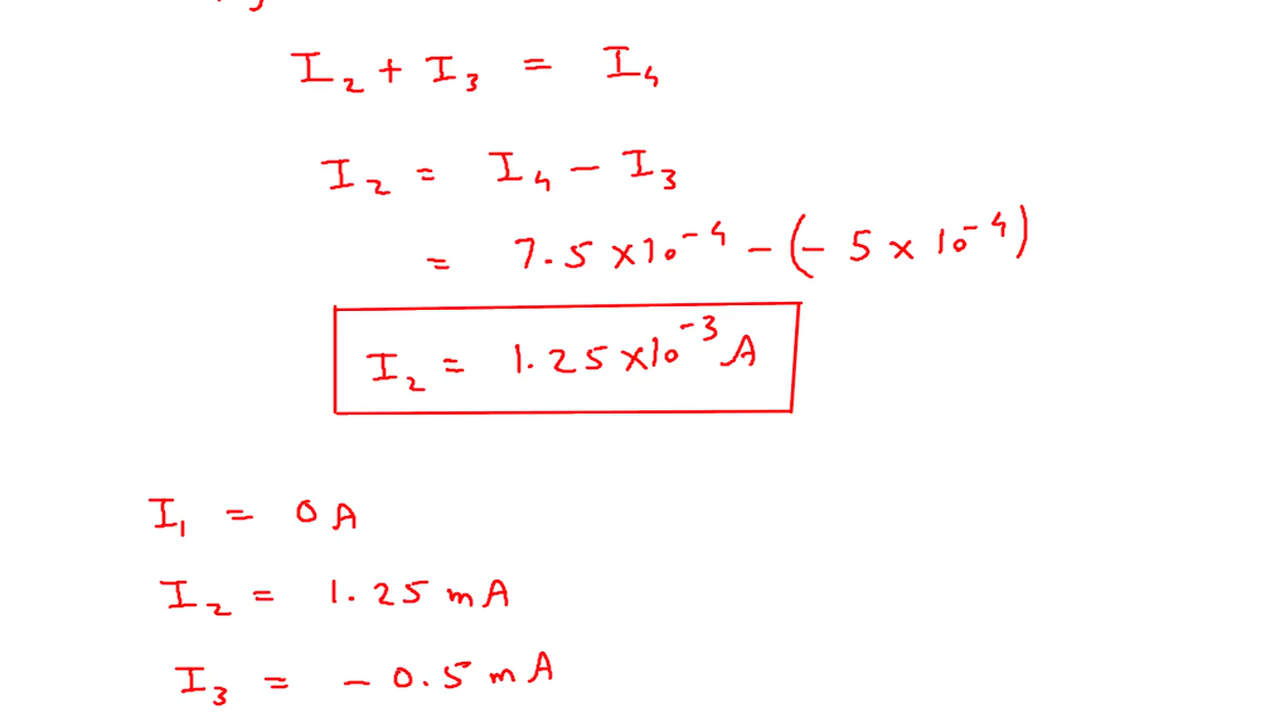 I₂ + I₃ = I₄
I₂ = I₄ − I₃
= 7.5 ×10⁻⁴ − (− 5 × 10⁻⁴)
I₂ = 1.25 ×10⁻³ A
I₁ = 0 A
I₂ = 1.25 mA
I₃ = − 0.5 mA